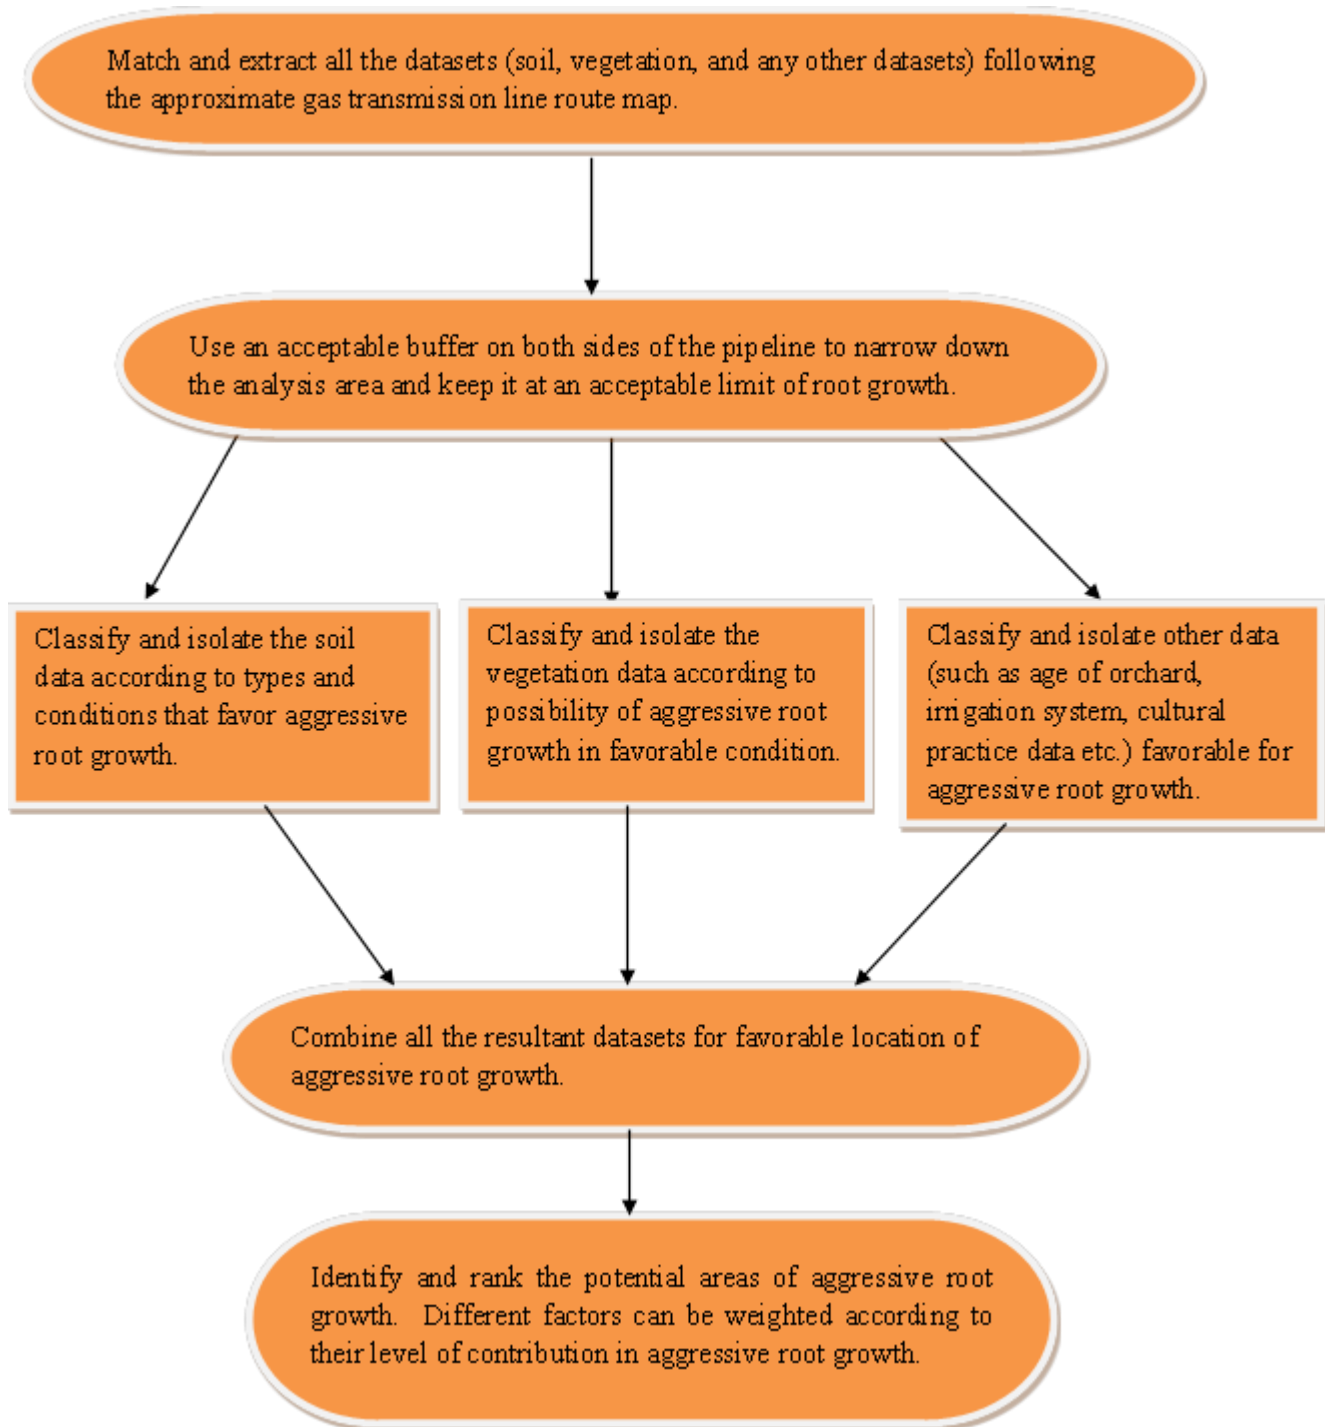 Match and extract all the datasets (soil, vegetation, and any other datasets) following
the approximate gas transmission line route map.
Use an acceptable buffer on both sides of the pipeline to narrow down
the analysis area and keep it at an acceptable limit of root growth.
Classify and isolate the soil
data according to types and
conditions that favor aggressive
root growth.
Classify and isolate the
vegetation data according to
possibility of aggressive root
growth in favorable condition.
Classify and isolate other data
(such as age of orchard,
irrigation system, cultural
practice data etc.) favorable for
aggressive root growth.
Combine all the resultant datasets for favorable location of
aggressive root growth.
Identify and rank the potential areas of aggressive root
growth. Different factors can be weighted according to
their level of contribution in aggressive root growth.